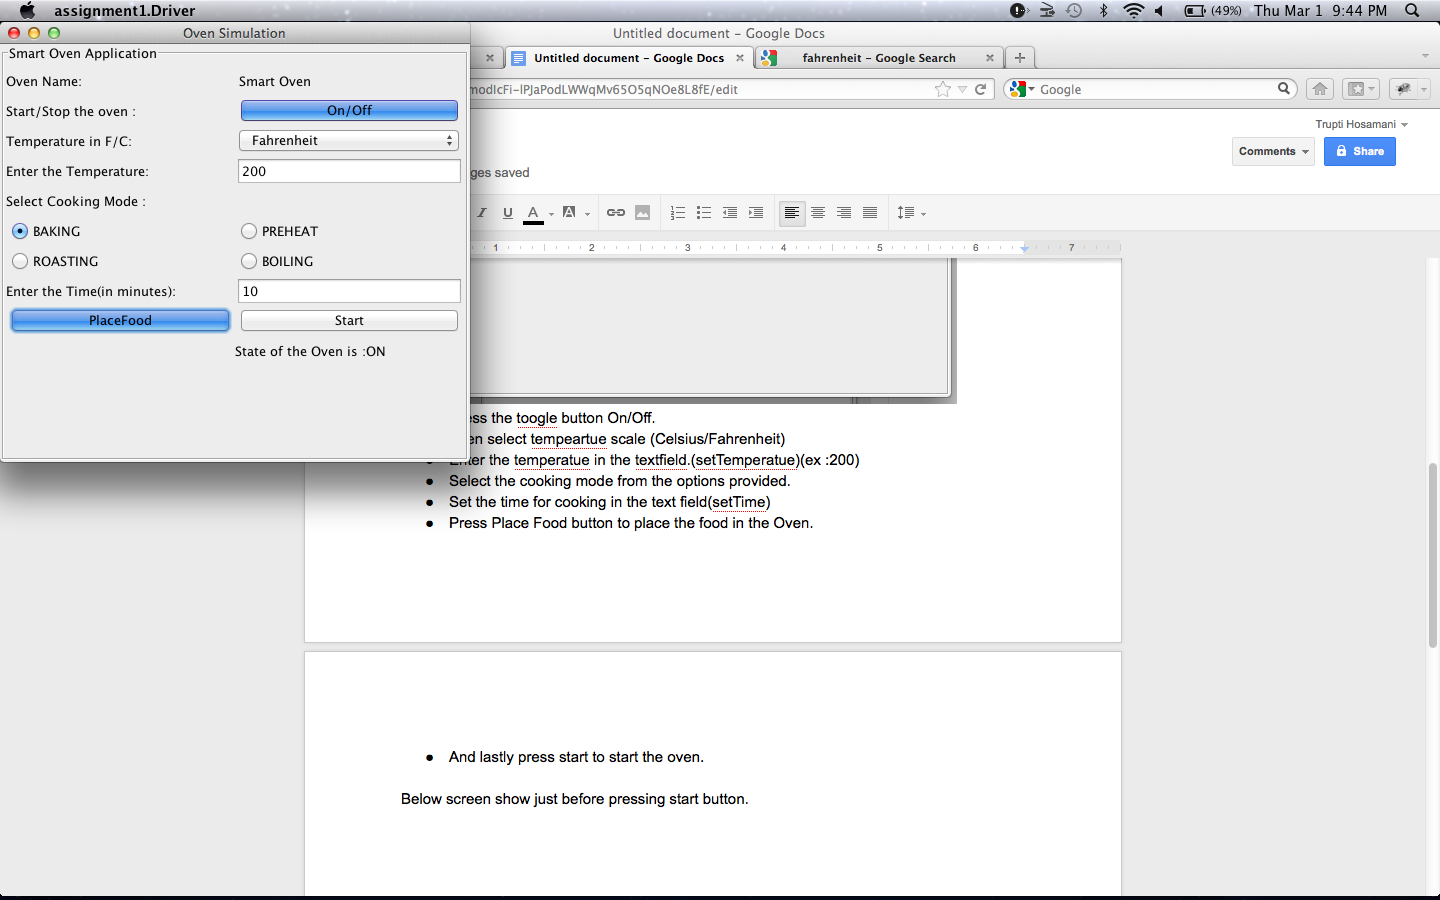 assignment1.Driver
(49%) Thu Mar 1 9:44 PM
Oven Simulation
Untitled document - Google Docs
Smart Oven Application
Untitled document - Google Docs
fahrenheit - Google Search
Oven Name: Smart Oven
modIcFi-lPJaPodLWWqMv65O5qNOe8L8fE/edit
Google
Start/Stop the oven : On/Off
Trupti Hosamani
Temperature in F/C: Fahrenheit
Comments
Share
Enter the Temperature: 200
ges saved
Select Cooking Mode :
I U A A
BAKING PREHEAT
1 2 3 4 5 6 7
ROASTING BOILING
Enter the Time(in minutes): 10
PlaceFood Start
State of the Oven is :ON
ess the toogle button On/Off.
en select tempeartue scale (Celsius/Fahrenheit)
Enter the temperatue in the textfield.(setTemperatue)(ex :200)
● Select the cooking mode from the options provided.
● Set the time for cooking in the text field(setTime)
● Press Place Food button to place the food in the Oven.
● And lastly press start to start the oven.
Below screen show just before pressing start button.